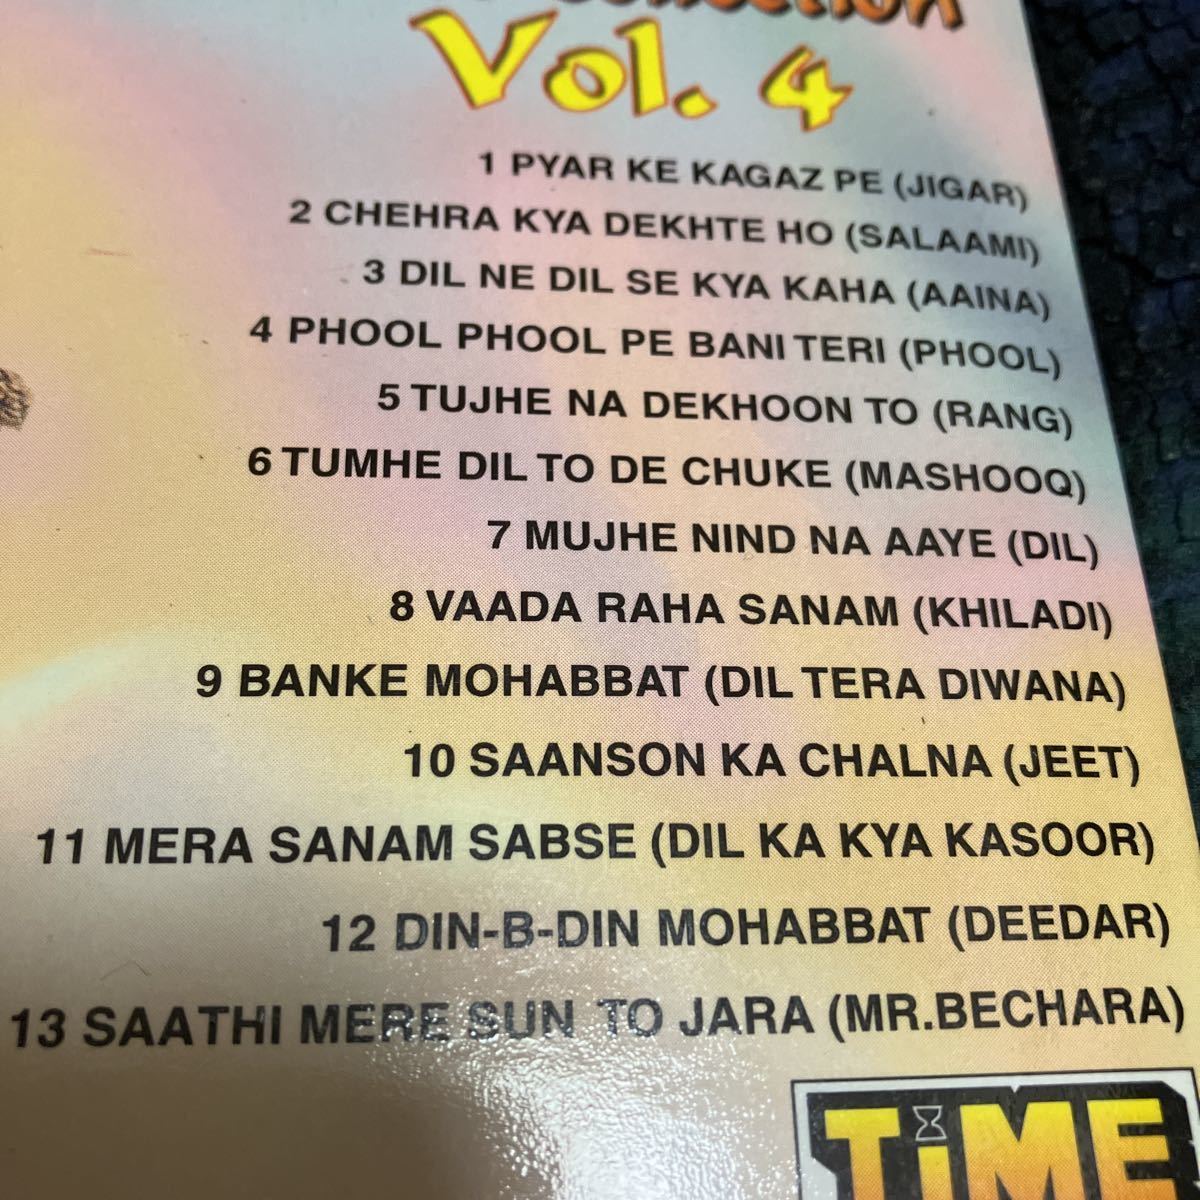 Vol. 4
1 PYAR KE KAGAZ PE (JIGAR)
2 CHEHRA KYA DEKHTE HO (SALAAMI)
3 DIL NE DIL SE KYA KAHA (AAINA)
4 PHOOL PHOOL PE BANI TERI (PHOOL)
5 TUJHE NA DEKHOON TO (RANG)
6 TUMHE DIL TO DE CHUKE (MASHOOQ)
7 MUJHE NIND NA AAYE (DIL)
8 VAADA RAHA SANAM (KHILADI)
9 BANKE MOHABBAT (DIL TERA DIWANA)
10 SAANSON KA CHALNA (JEET)
11 MERA SANAM SABSE (DIL KA KYA KASOOR)
12 DIN-B-DIN MOHABBAT (DEEDAR)
13 SAATHI MERE SUN TO JARA (MR.BECHARA)
TiME